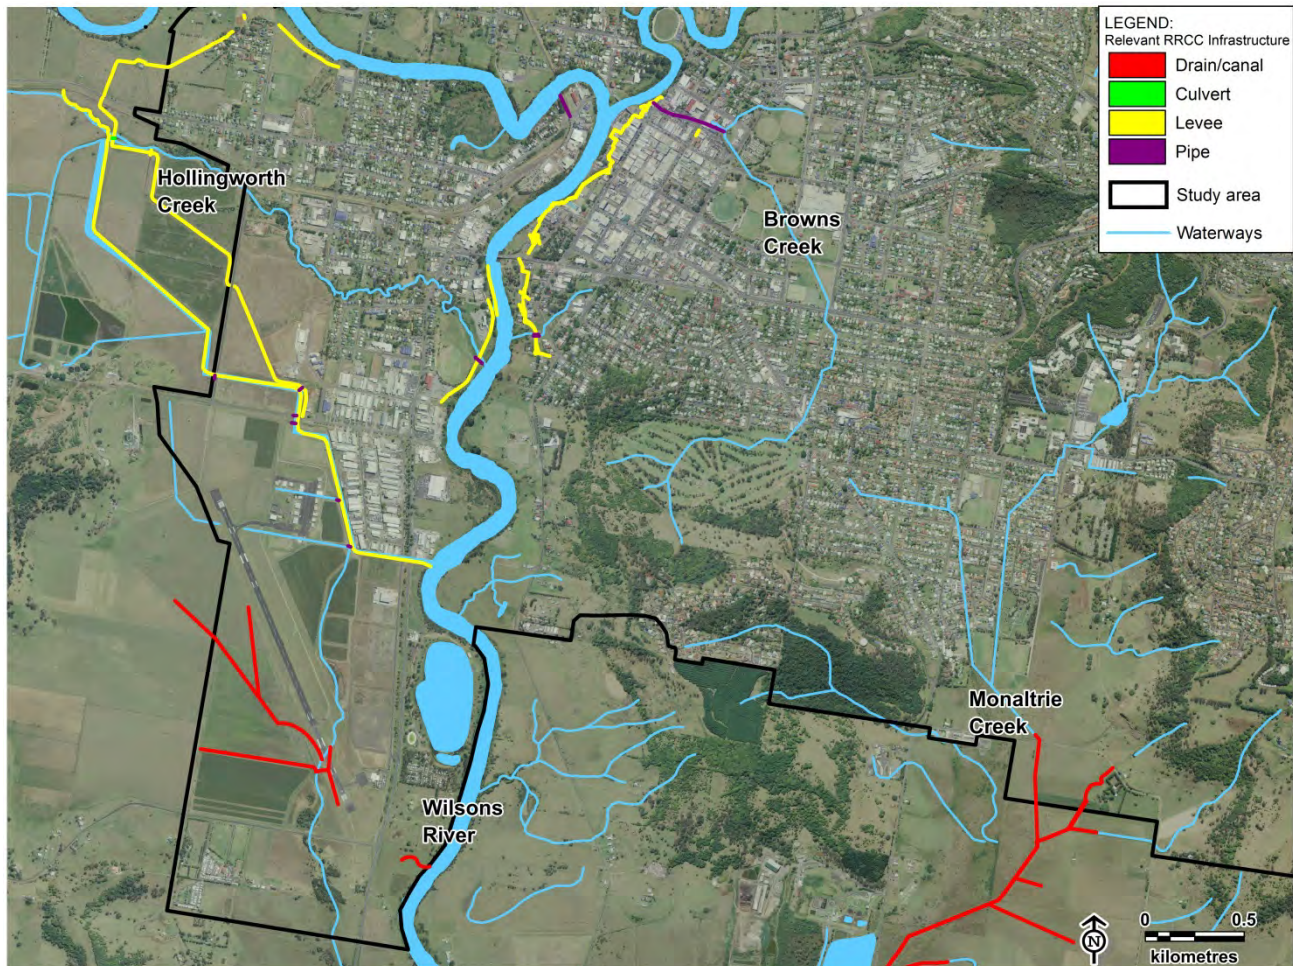 LEGEND:
Relevant RRCC Infrastructure
Drain/canal
Culvert
Levee
Pipe
Study area
Waterways
Hollingworth
Creek
Browns
Creek
Monaltrie
Creek
Wilsons
River
N
0 0.5
kilometres